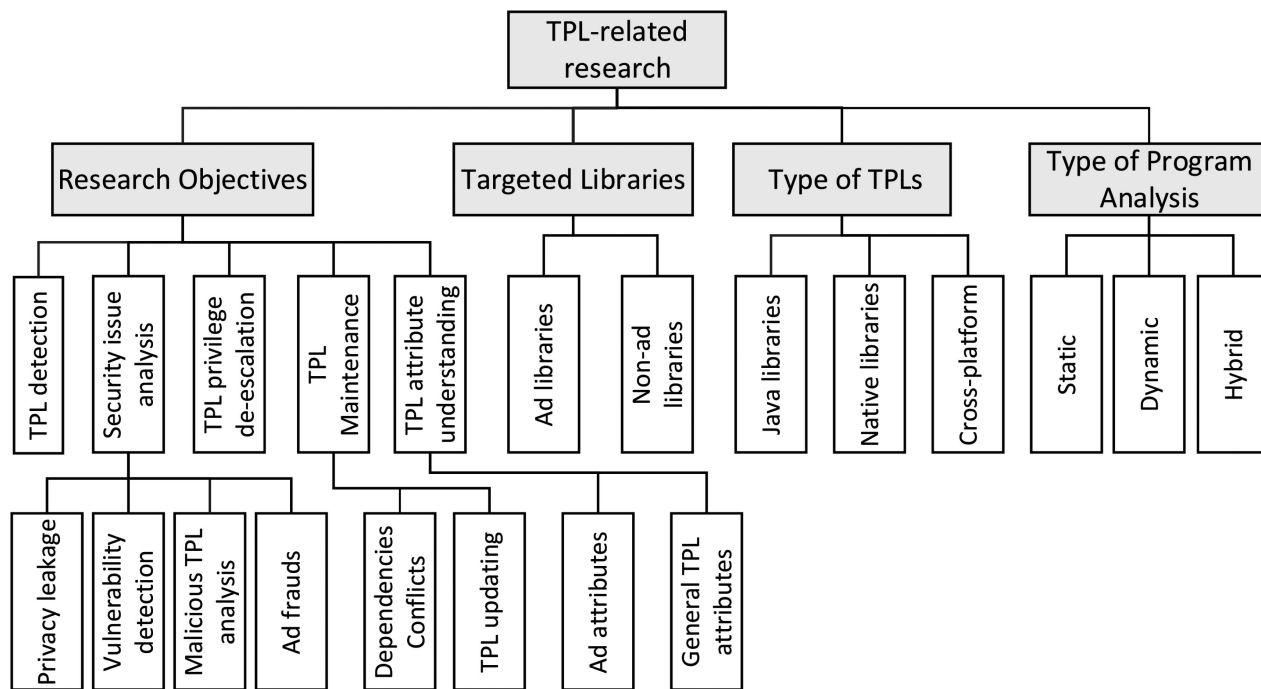 TPL-related
research
Research Objectives
Targeted Libraries
Type of TPLs
Type of Program
Analysis
TPL detection
Security issue
analysis
TPL privilege
de-escalation
TPL
Maintenance
TPL attribute
understanding
Ad libraries
Non-ad
libraries
Java libraries
Native libraries
Cross-platform
Static
Dynamic
Hybrid
Privacy leakage
Vulnerability
detection
Malicious TPL
analysis
Ad frauds
Dependencies
Conflicts
TPL updating
Ad attributes
General TPL
attributes